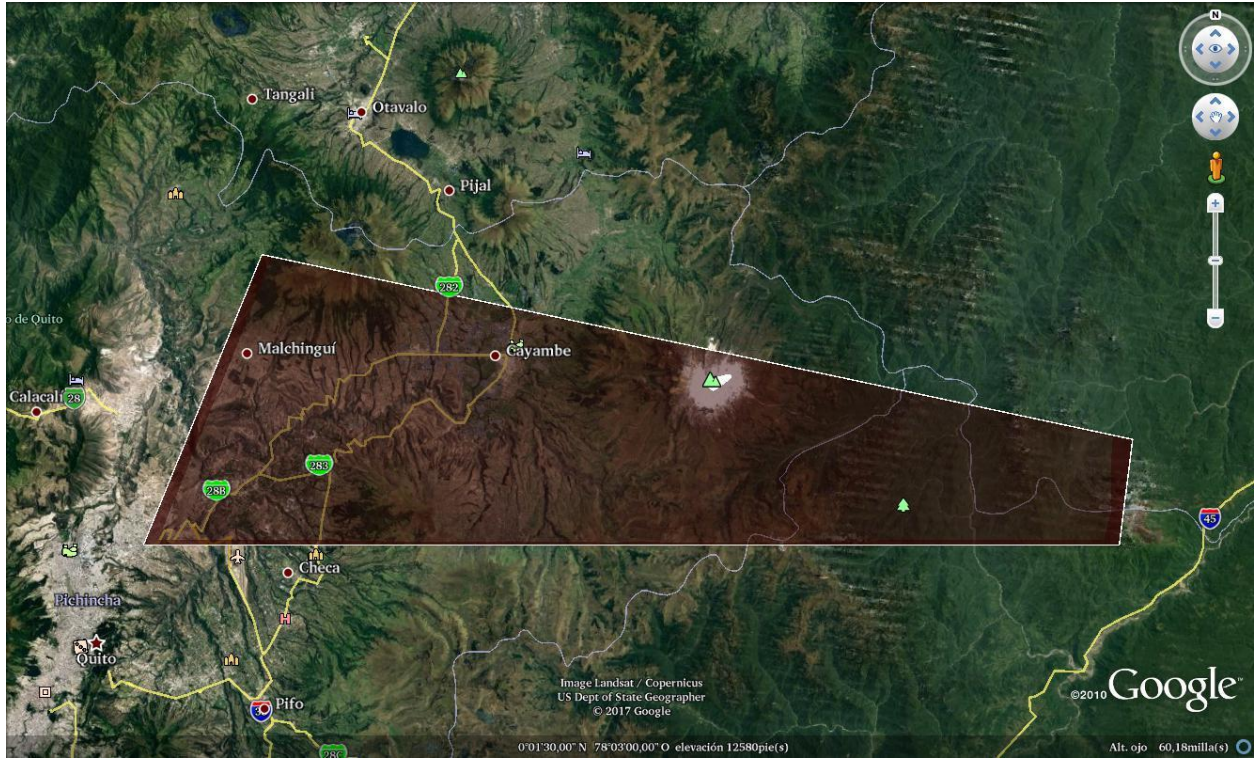 N
Tangali
Otavalo
Pijal
282
o de Quito
Malchinguí
Cayambe
28
Calacalí
283
28B
45
Checa
Pichincha
H
Quito
Pifo
28C
Image Landsat / Copernicus
US Dept of State Geographer
© 2017 Google
©2010 Google
0°01'30,00" N 78°03'00,00" O elevación 12580pie(s)
Alt. ojo 60,18milla(s)